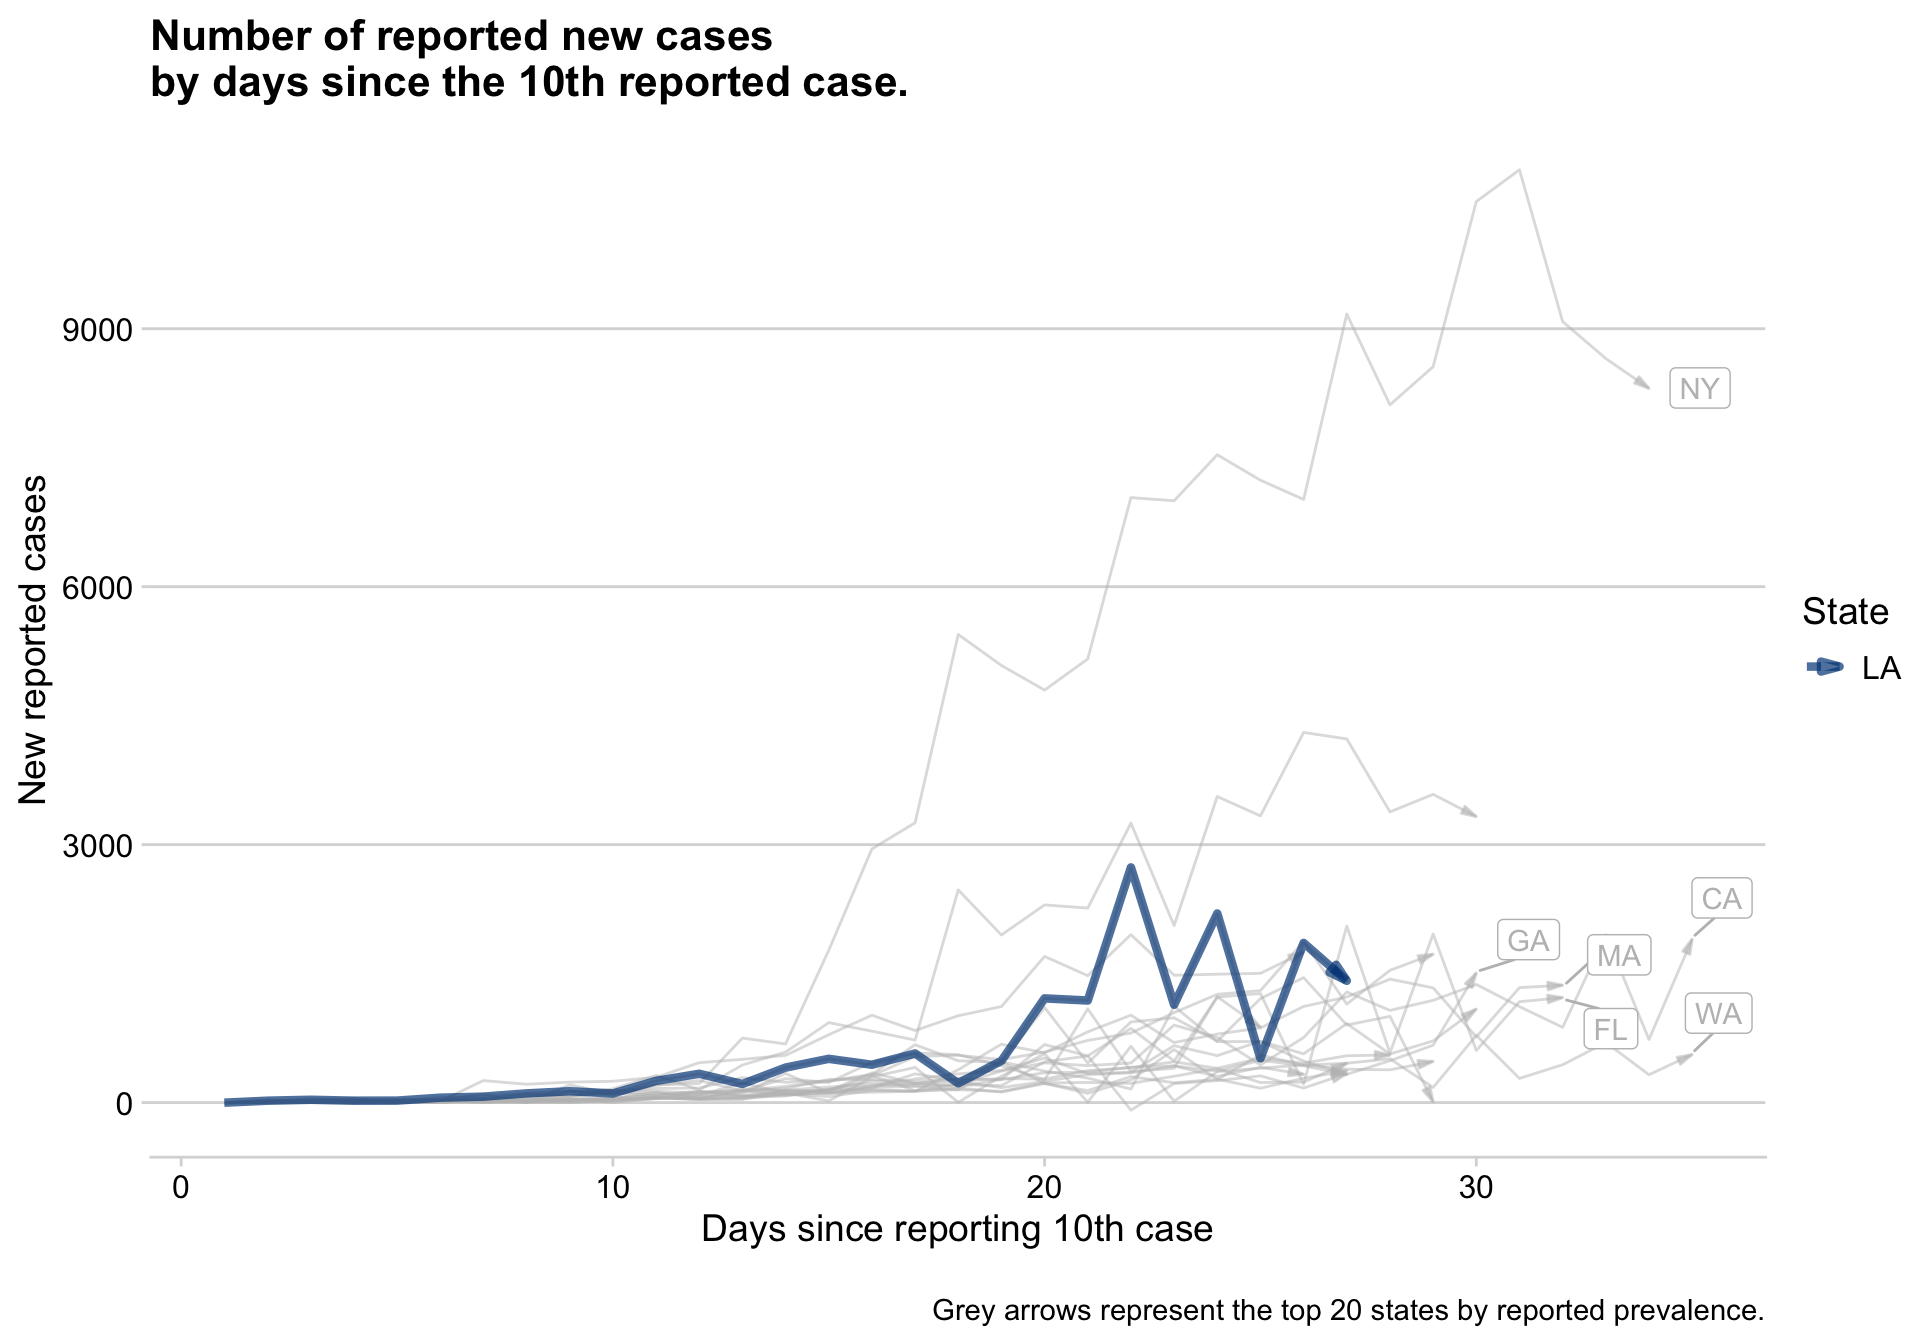 Number of reported new cases
by days since the 10th reported case.
9000
6000
3000
0
New reported cases
NY
CA
GA
MA
WA
FL
State
LA
0
10
20
30
Days since reporting 10th case
Grey arrows represent the top 20 states by reported prevalence.